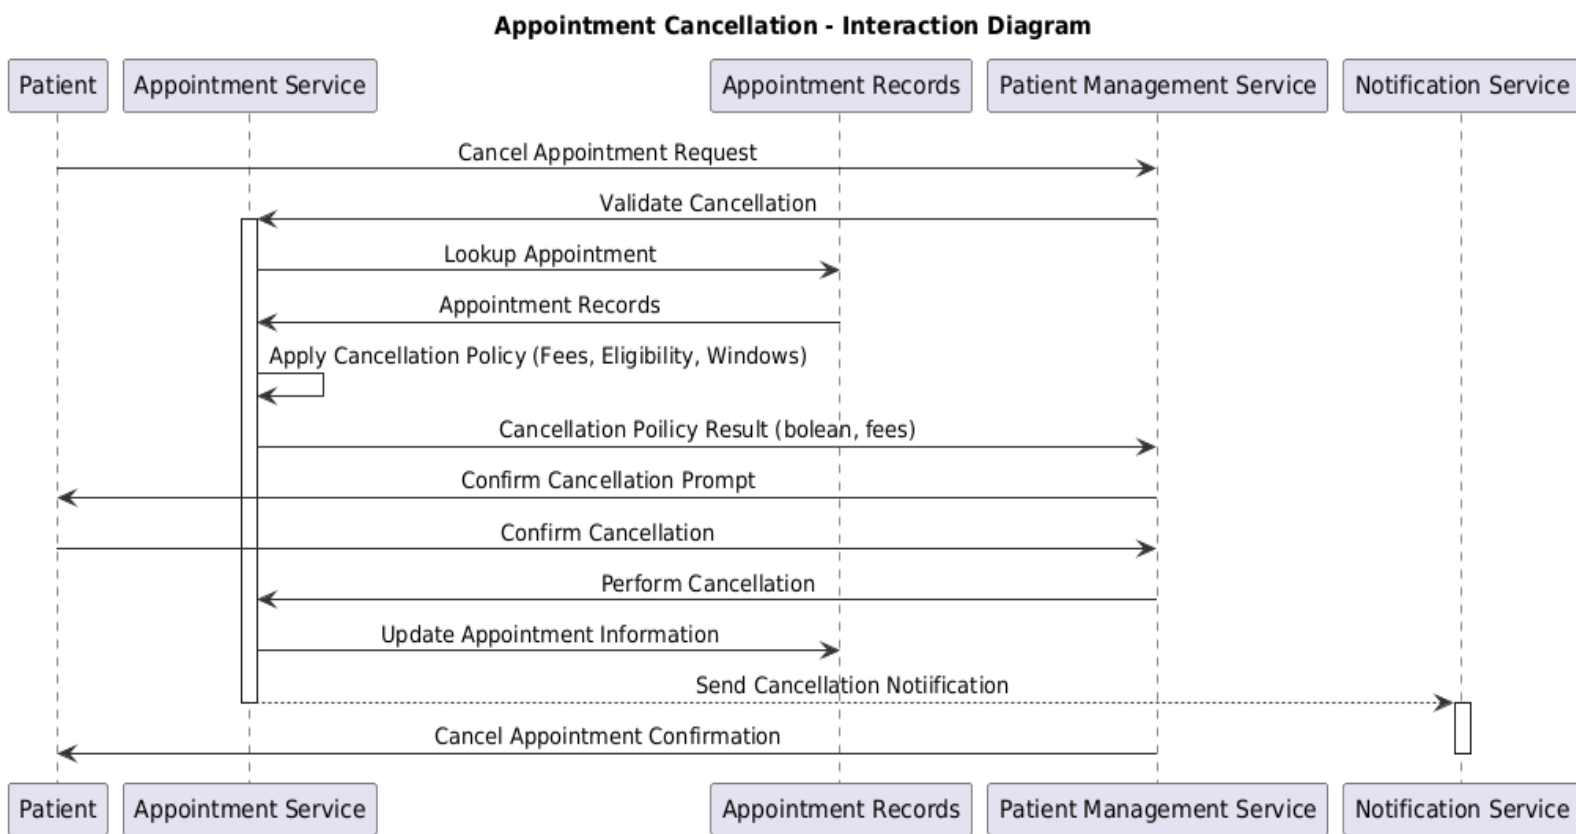 Appointment Cancellation - Interaction Diagram
Patient
Appointment Service
Appointment Records
Patient Management Service
Notification Service
Cancel Appointment Request
Validate Cancellation
Lookup Appointment
Appointment Records
Apply Cancellation Policy (Fees, Eligibility, Windows)
Cancellation Poilicy Result (bolean, fees)
Confirm Cancellation Prompt
Confirm Cancellation
Perform Cancellation
Update Appointment Information
Send Cancellation Notiification
Cancel Appointment Confirmation
Patient
Appointment Service
Appointment Records
Patient Management Service
Notification Service